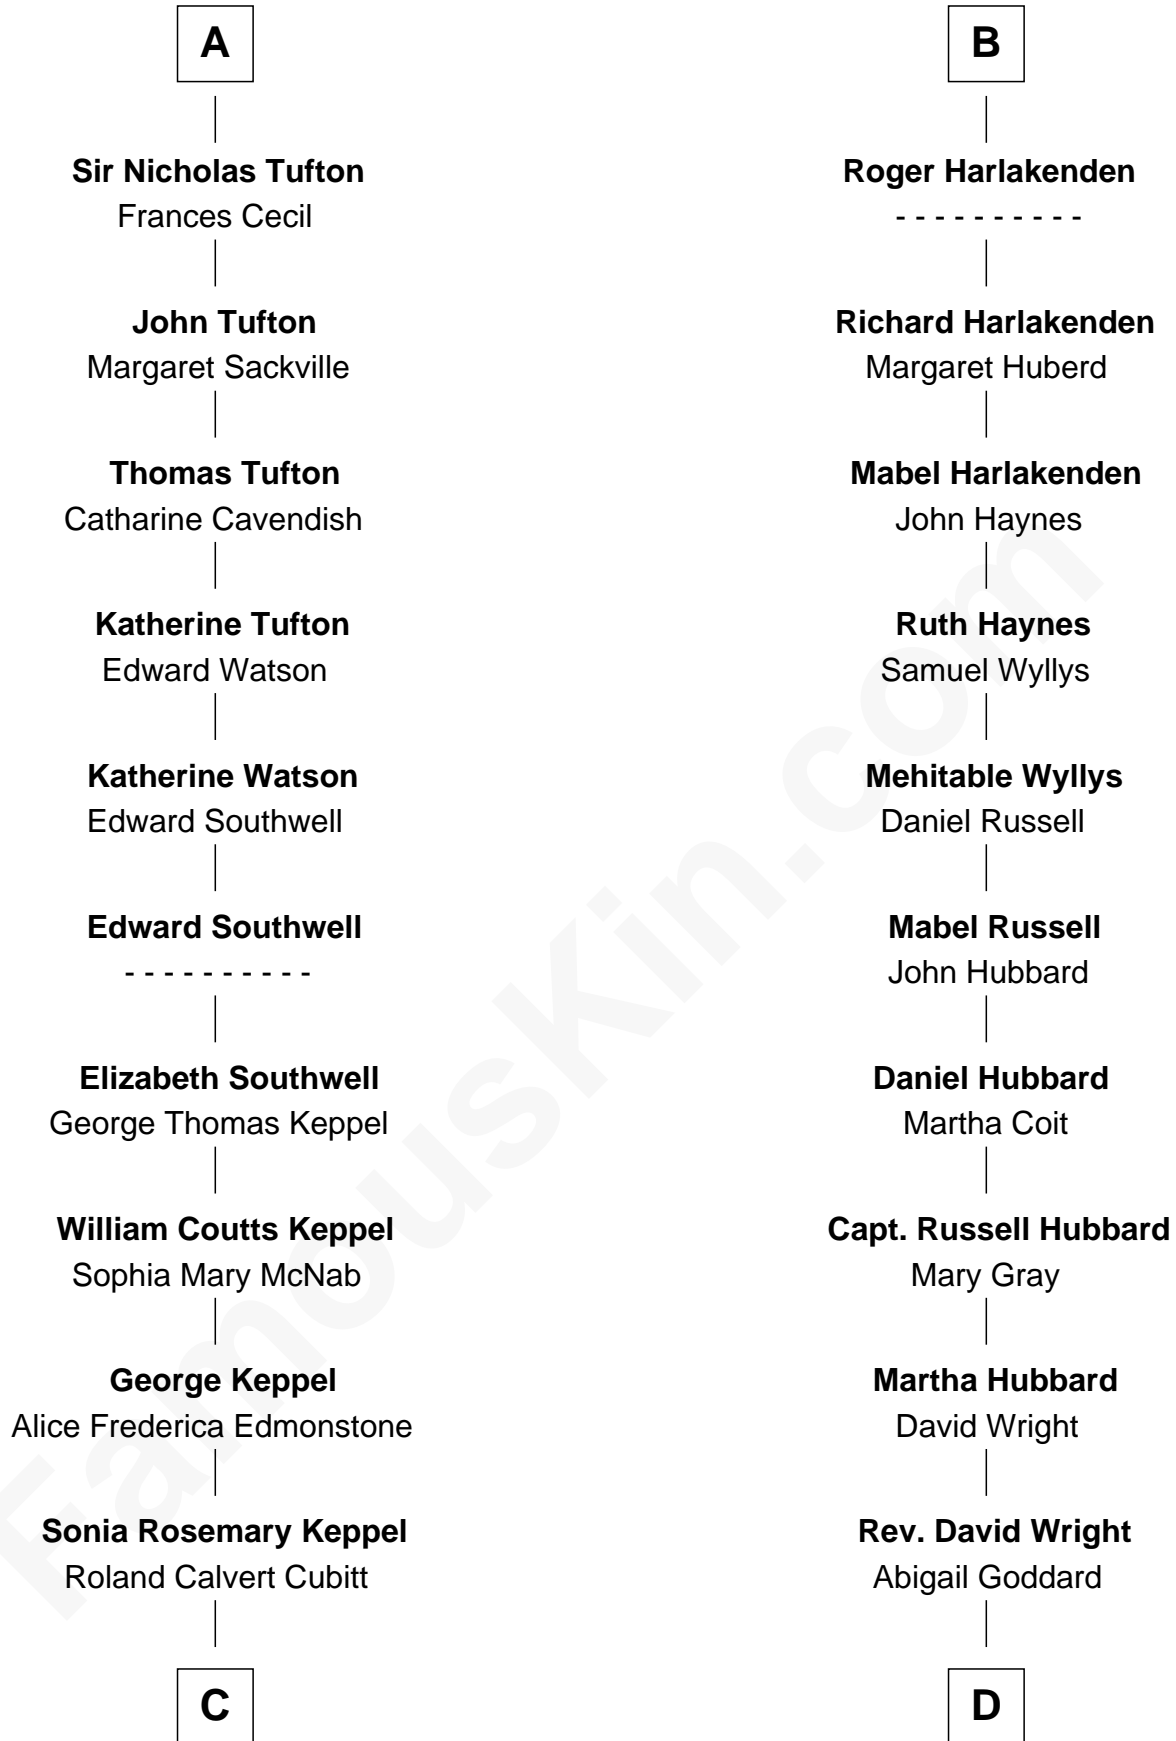 A
Sir Nicholas Tufton
Frances Cecil
John Tufton
Margaret Sackville
Thomas Tufton
Catharine Cavendish
Katherine Tufton
Edward Watson
Katherine Watson
Edward Southwell
Edward Southwell
- - - - - - - - - -
Elizabeth Southwell
George Thomas Keppel
William Coutts Keppel
Sophia Mary McNab
George Keppel
Alice Frederica Edmonstone
Sonia Rosemary Keppel
Roland Calvert Cubitt
C
B
Roger Harlakenden
- - - - - - - - - -
Richard Harlakenden
Margaret Huberd
Mabel Harlakenden
John Haynes
Ruth Haynes
Samuel Wyllys
Mehitable Wyllys
Daniel Russell
Mabel Russell
John Hubbard
Daniel Hubbard
Martha Coit
Capt. Russell Hubbard
Mary Gray
Martha Hubbard
David Wright
Rev. David Wright
Abigail Goddard
D
FamousKin.com